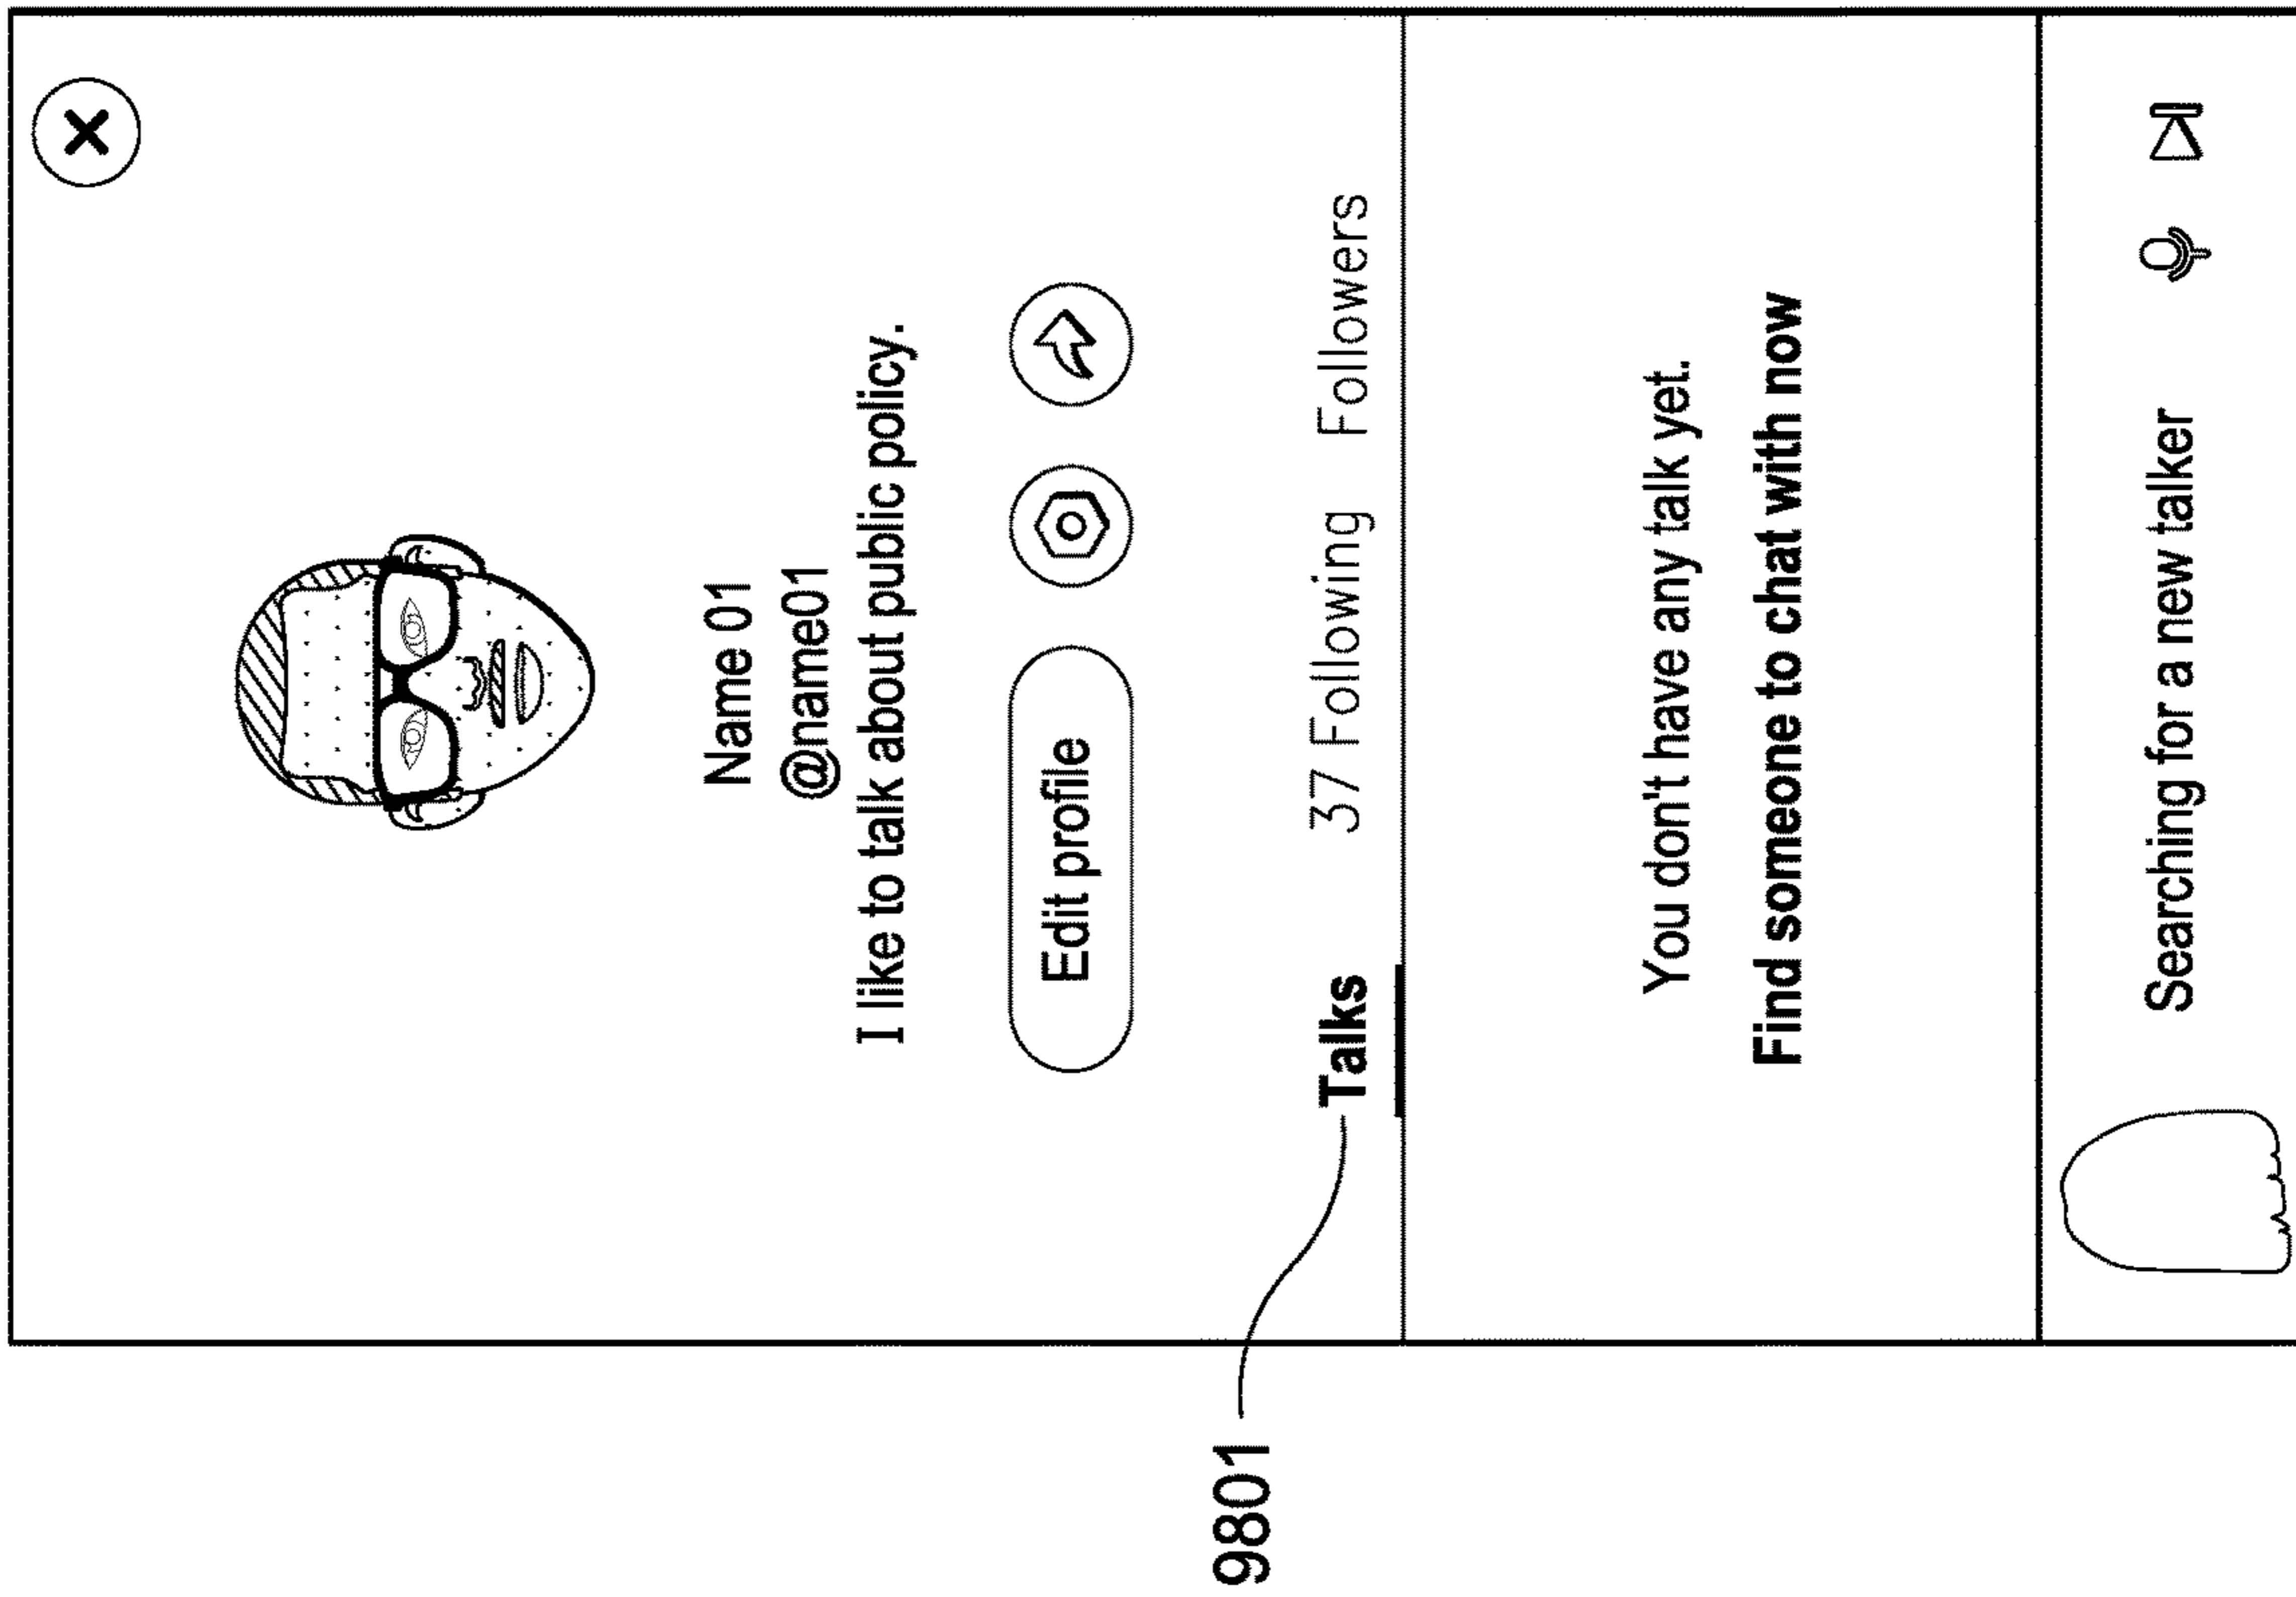 Name 01
@name01
I like to talk about public policy.
Edit profile
Talks 37 Following Followers
9801
You don't have any talk yet.
Find someone to chat with now
Searching for a new talker